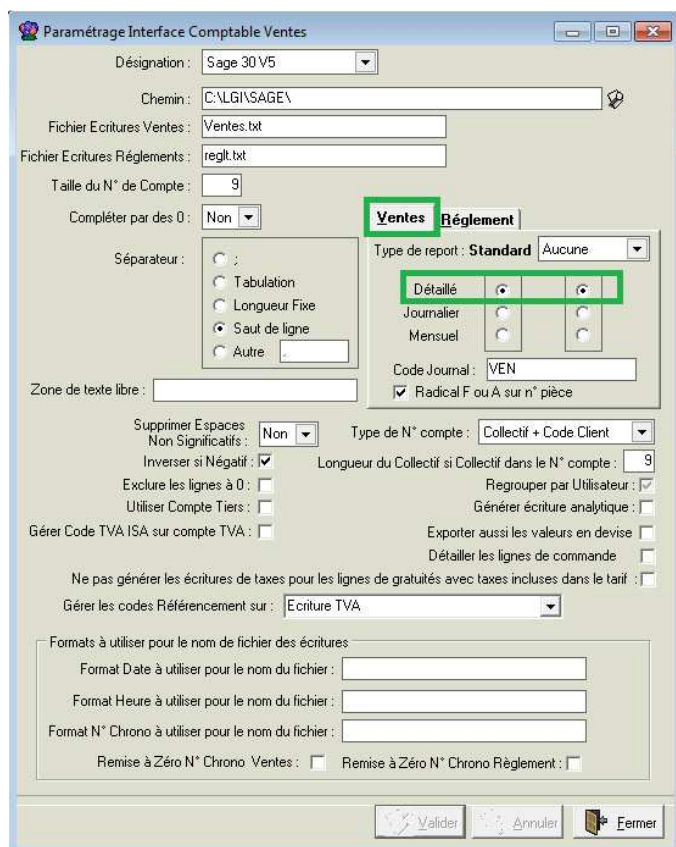 Paramétrage Interface Comptable Ventes
Désignation : Sage 30 V5
Chemin : C:\LGI\SAGE\
Fichier Ecritures Ventes : Ventes.txt
Fichier Ecritures Réglements : reglt.txt
Taille du N° de Compte : 9
Compléter par des 0 : Non
Ventes Réglement
Type de report : Standard Aucune
Séparateur : ;
Tabulation
Longueur Fixe
Saut de ligne
Autre .
Détaillé
Journalier
Mensuel
Code Journal : VEN
Radical F ou A sur n° pièce
Zone de texte libre :
Supprimer Espaces
Non Significatifs : Non
Type de N° compte : Collectif + Code Client
Inverser si Négatif :
Longueur du Collectif si Collectif dans le N° compte : 9
Exclure les lignes à 0 :
Regrouper par Utilisateur :
Utiliser Compte Tiers :
Générer écriture analytique :
Gérer Code TVA ISA sur compte TVA :
Exporter aussi les valeurs en devise
Détailler les lignes de commande
Ne pas générer les écritures de taxes pour les lignes de gratuités avec taxes incluses dans le tarif :
Gérer les codes Référencement sur : Ecriture TVA
Formats à utiliser pour le nom de fichier des écritures
Format Date à utiliser pour le nom du fichier :
Format Heure à utiliser pour le nom du fichier :
Format N° Chrono à utiliser pour le nom du fichier :
Remise à Zéro N° Chrono Ventes : Remise à Zéro N° Chrono Règlement :
Valider Annuler Fermer